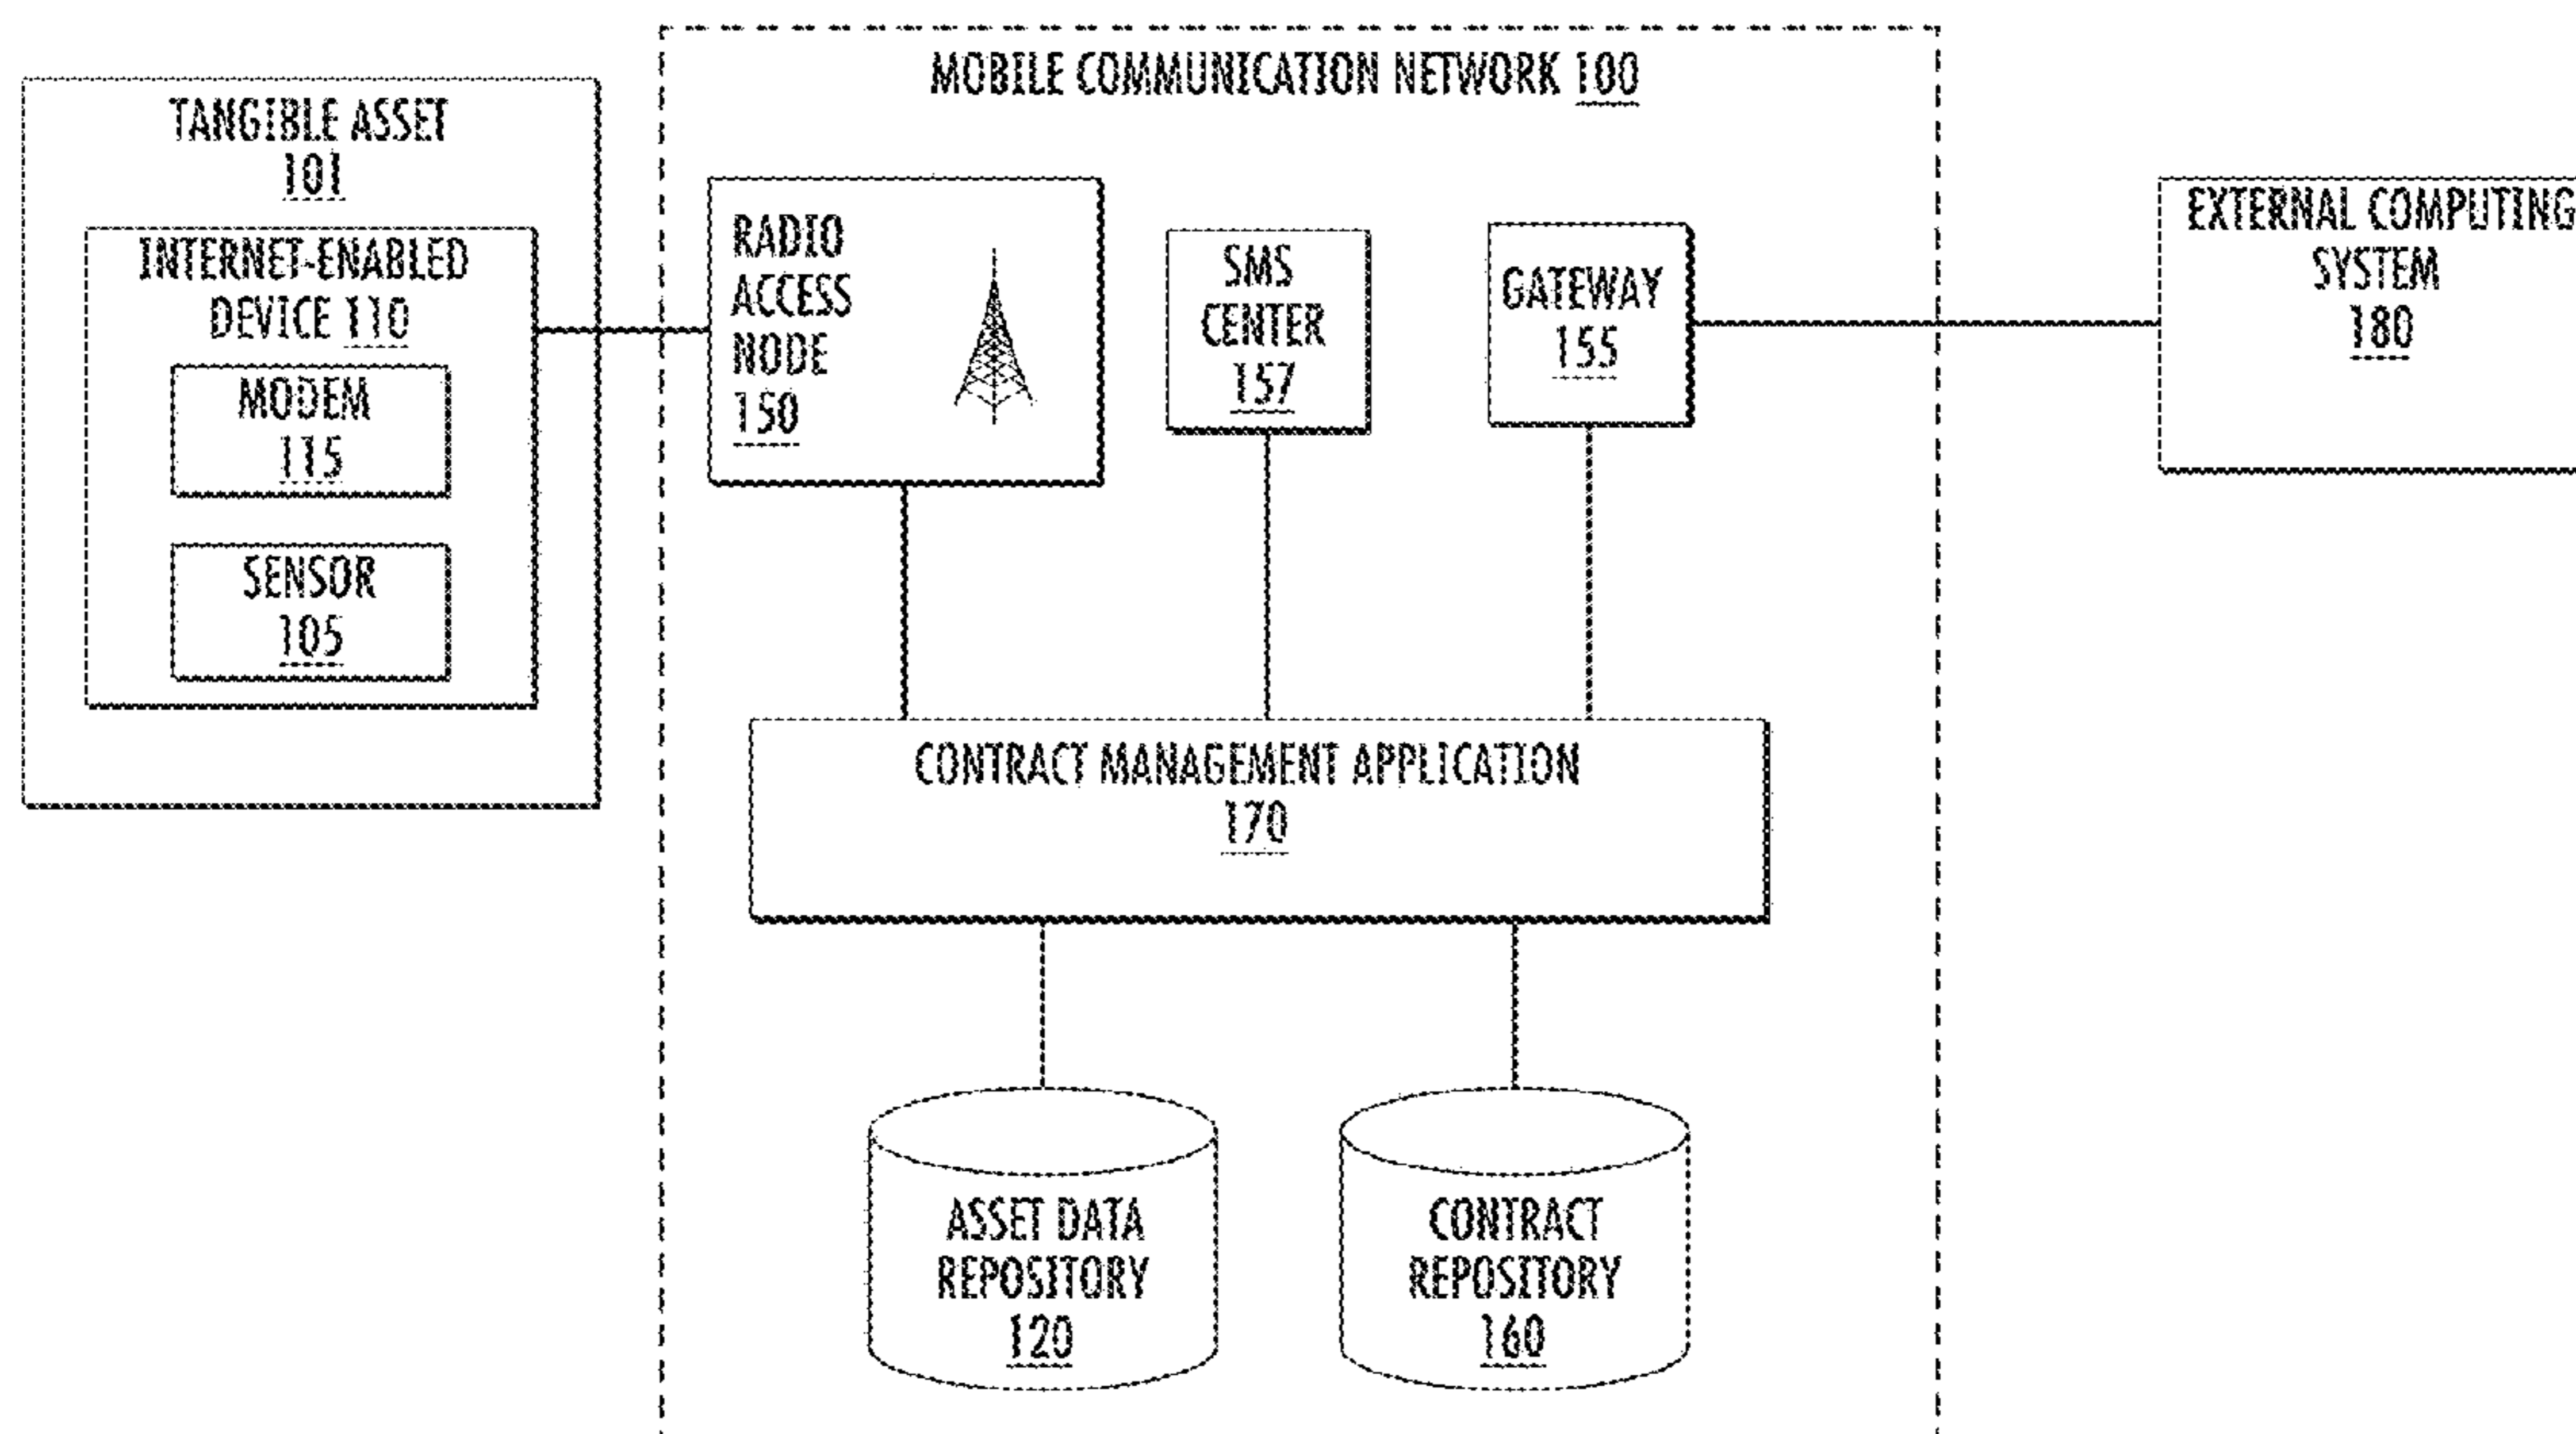 MOBILE COMMUNICATION NETWORK 100
TANGIBLE ASSET
101
INTERNET-ENABLED
DEVICE 110
MODEM
115
SENSOR
105
RADIO
ACCESS
NODE
150
SMS
CENTER
157
GATEWAY
155
EXTERNAL COMPUTING
SYSTEM
180
CONTRACT MANAGEMENT APPLICATION
170
ASSET DATA
REPOSITORY
120
CONTRACT
REPOSITORY
160